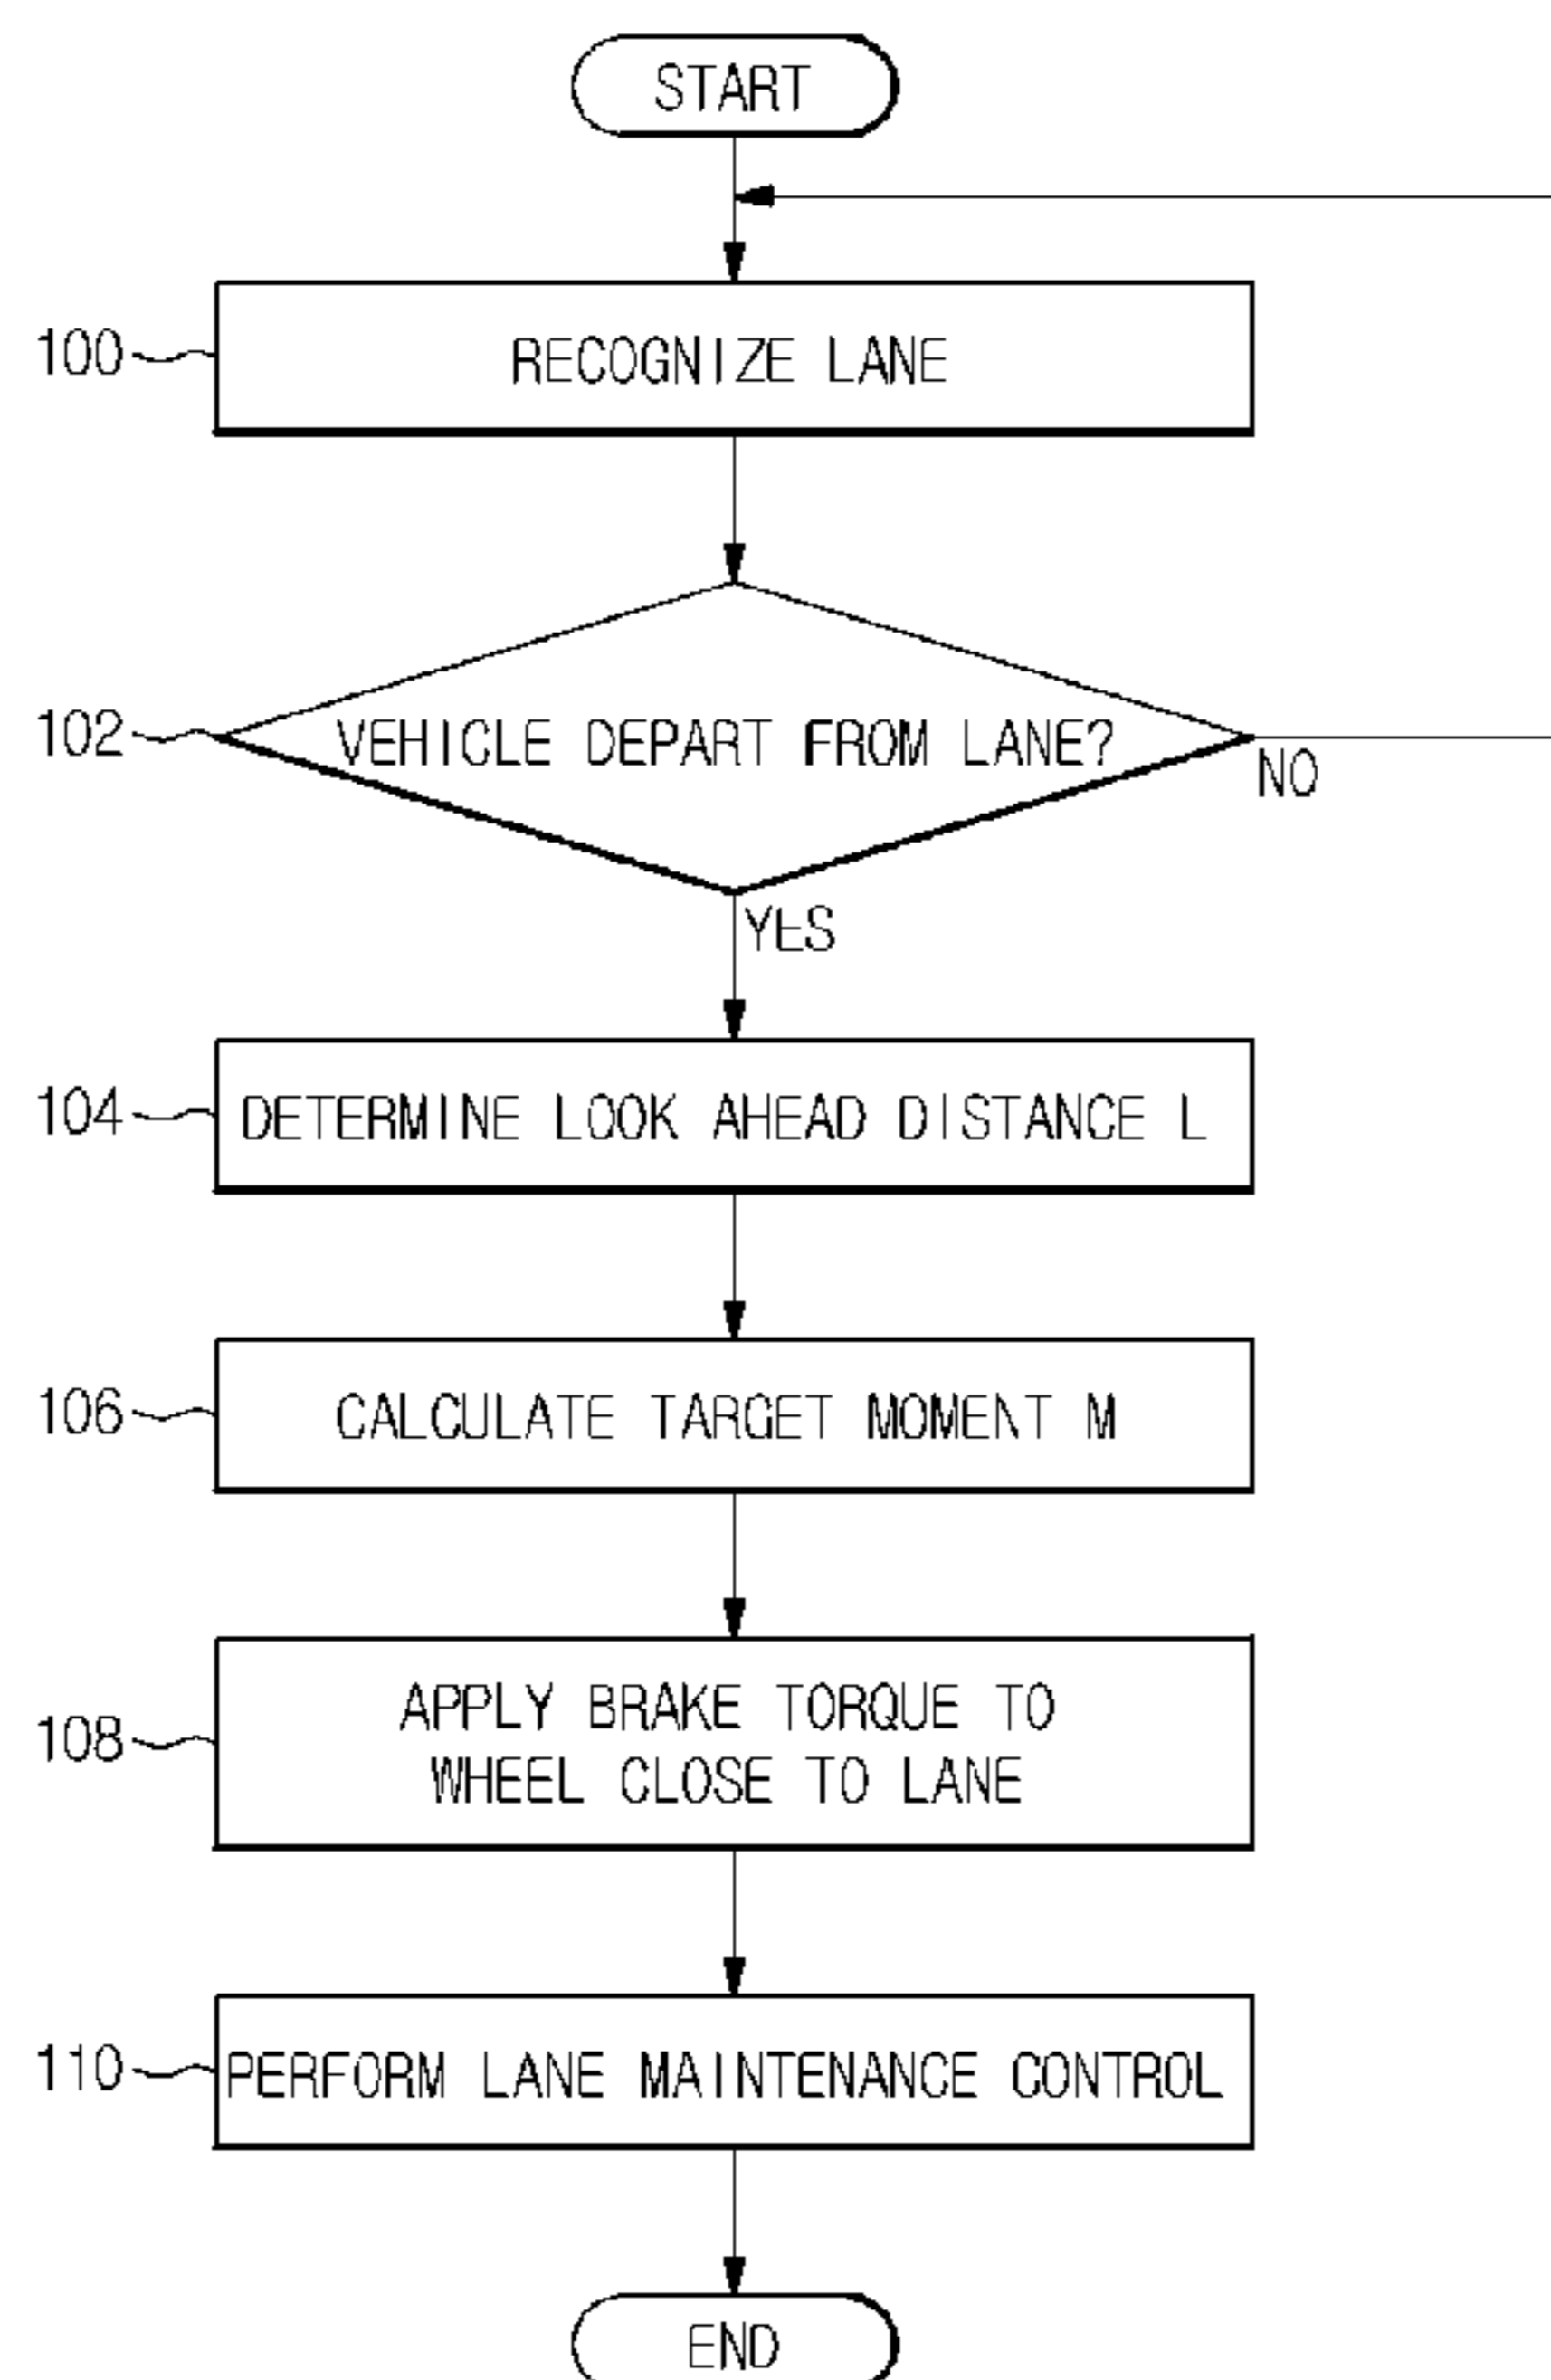 START
100
RECOGNIZE LANE
102
VEHICLE DEPART FROM LANE?
NO
YES
104
DETERMINE LOOK AHEAD DISTANCE L
106
CALCULATE TARGET MOMENT M
108
APPLY BRAKE TORQUE TO
WHEEL CLOSE TO LANE
110
PERFORM LANE MAINTENANCE CONTROL
END